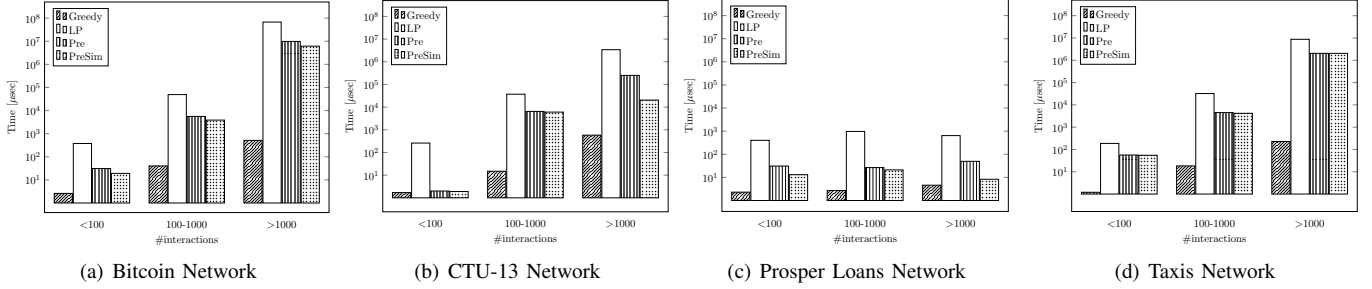 Time [μsec]
10^8
10^7
10^6
10^5
10^4
10^3
10^2
10^1
Greedy
LP
Pre
PreSim
<100
100-1000
>1000
#interactions
(a) Bitcoin Network
Time [μsec]
10^8
10^7
10^6
10^5
10^4
10^3
10^2
10^1
Greedy
LP
Pre
PreSim
<100
100-1000
>1000
#interactions
(b) CTU-13 Network
Time [μsec]
10^8
10^7
10^6
10^5
10^4
10^3
10^2
10^1
Greedy
LP
Pre
PreSim
<100
100-1000
>1000
#interactions
(c) Prosper Loans Network
Time [μsec]
10^8
10^7
10^6
10^5
10^4
10^3
10^2
10^1
Greedy
LP
Pre
PreSim
<100
100-1000
>1000
#interactions
(d) Taxis Network